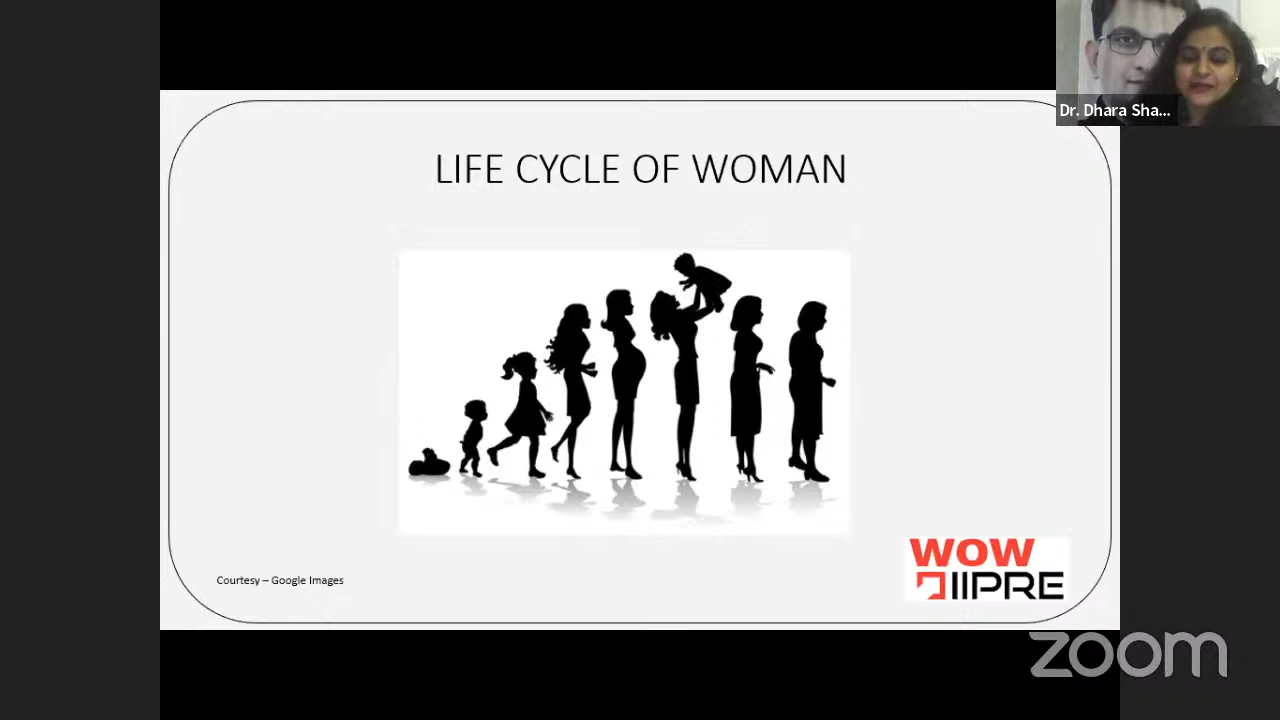 Dr. Dhara Sha...
LIFE CYCLE OF WOMAN
Courtesy – Google Images
WOW
IIPRE
zoom